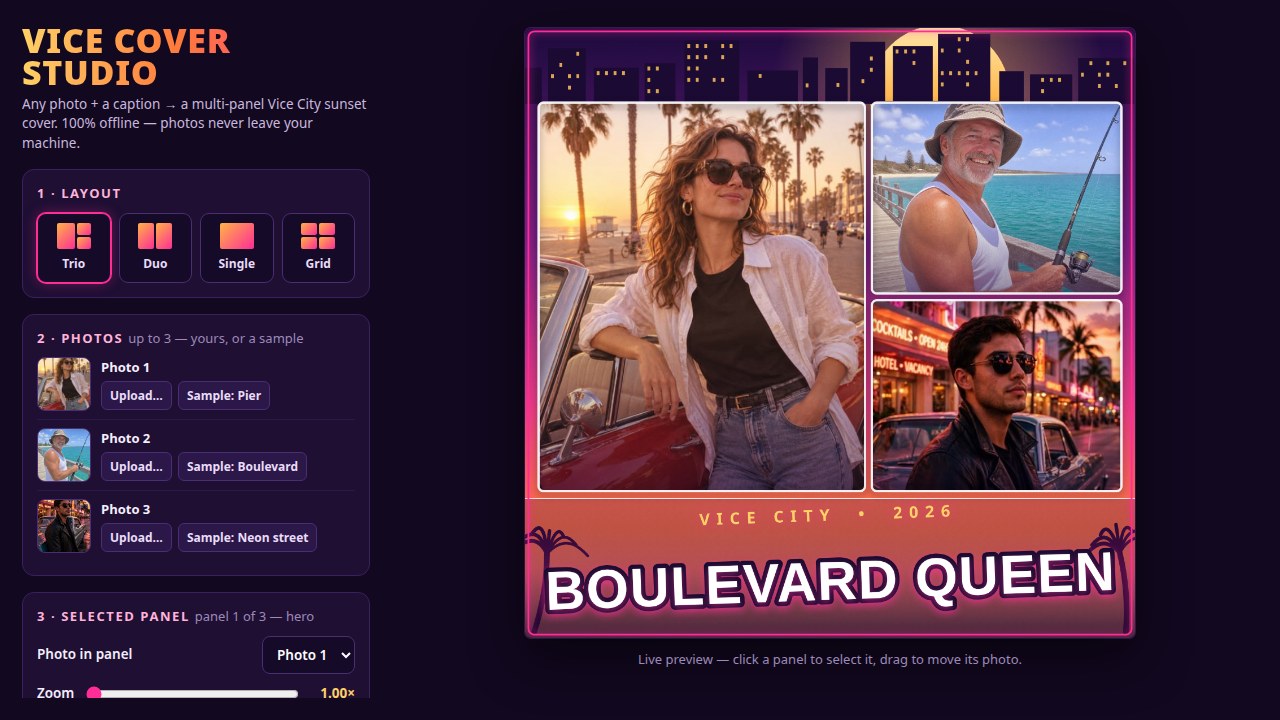 VICE COVER
STUDIO
Any photo + a caption → a multi-panel Vice City sunset
cover. 100% offline — photos never leave your
machine.
1 · LAYOUT
Trio
Duo
Single
Grid
2 · PHOTOS up to 3 — yours, or a sample
Photo 1
Upload... Sample: Pier
Photo 2
Upload... Sample: Boulevard
Photo 3
Upload... Sample: Neon street
3 · SELECTED PANEL panel 1 of 3 — hero
Photo in panel Photo 1
Zoom 1.00×
COCKTAILS • OPEN
HOTEL • VACANCY
VICE CITY • 2026
BOULEVARD QUEEN
Live preview — click a panel to select it, drag to move its photo.